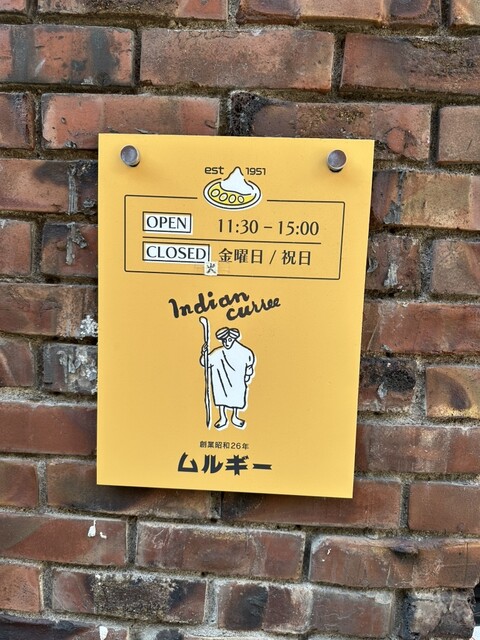 est 1951
OPEN 11:30 – 15:00
CLOSED 金曜日 / 祝日
火
Indian
curree
創業昭和26年
ムルギー